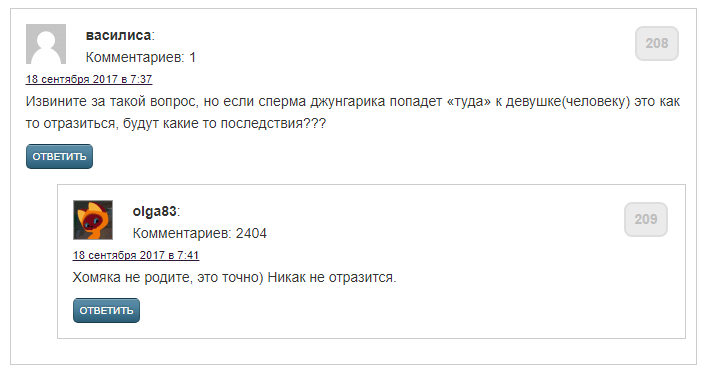 василиса:
208
Комментариев: 1
18 сентября 2017 в 7:37
Извините за такой вопрос, но если сперма джунгарика попадет «туда» к девушке(человеку) это как
то отразиться, будут какие то последствия???
ОТВЕТИТЬ
olga83:
209
Комментариев: 2404
18 сентября 2017 в 7:41
Хомяка не родите, это точно) Никак не отразится.
ОТВЕТИТЬ